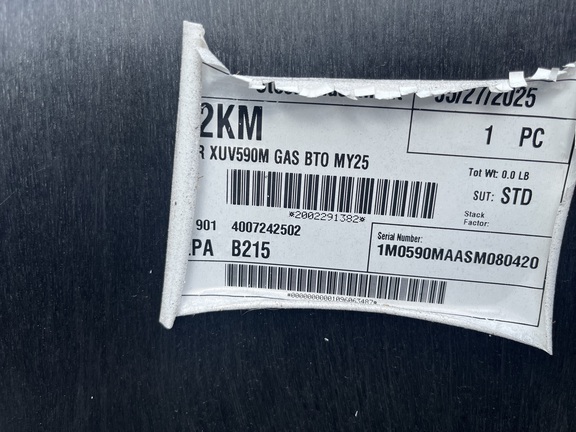 /27/2025
2KM
1 PC
R XUV590M GAS BTO MY25
Tot Wt: 0.0 LB
SUT: STD
*2002291382*
Stack
Factor:
901 4007242502
Serial Number:
PA B215
1M0590MAASM080420